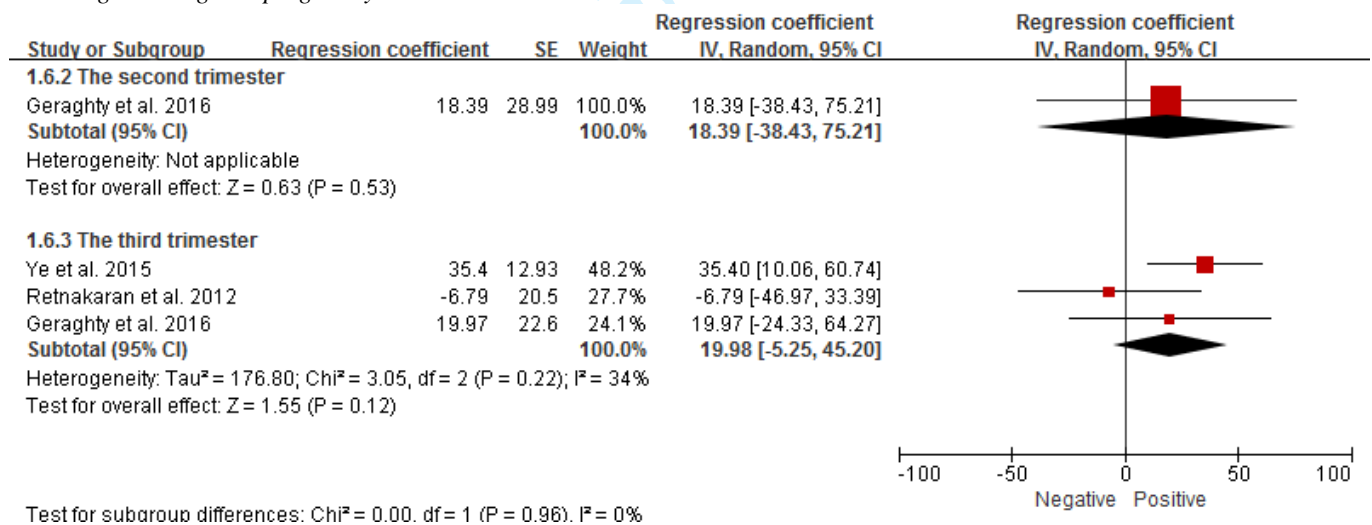 Regression coefficient Regression coefficient
Study or Subgroup Regression coefficient SE Weight IV, Random, 95% CI IV, Random, 95% CI
1.6.2 The second trimester
Geraghty et al. 2016 18.39 28.99 100.0% 18.39 [-38.43, 75.21]
Subtotal (95% CI) 100.0% 18.39 [-38.43, 75.21]
Heterogeneity: Not applicable
Test for overall effect: Z = 0.63 (P = 0.53)
1.6.3 The third trimester
Ye et al. 2015 35.4 12.93 48.2% 35.40 [10.06, 60.74]
Retnakaran et al. 2012 -6.79 20.5 27.7% -6.79 [-46.97, 33.39]
Geraghty et al. 2016 19.97 22.6 24.1% 19.97 [-24.33, 64.27]
Subtotal (95% CI) 100.0% 19.98 [-5.25, 45.20]
Heterogeneity: Tau² = 176.80; Chi² = 3.05, df = 2 (P = 0.22); I² = 34%
Test for overall effect: Z = 1.55 (P = 0.12)
-100 -50 0 50 100
Negative Positive
Test for subgroup differences: Chi² = 0.00, df = 1 (P = 0.96), I² = 0%